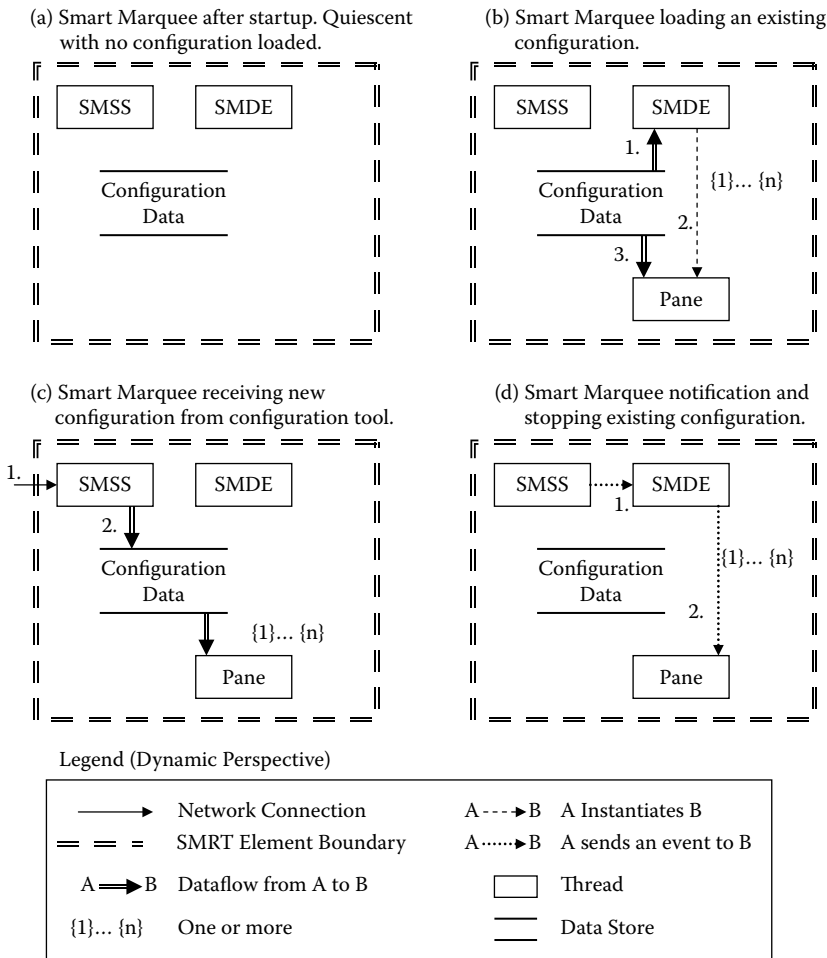 (a) Smart Marquee after startup. Quiescent
with no configuration loaded.
SMSS
SMDE
Configuration
Data
(b) Smart Marquee loading an existing
configuration.
SMSS
SMDE
1.
{1}... {n}
Configuration
Data
2.
3.
Pane
(c) Smart Marquee receiving new
configuration from configuration tool.
1.
SMSS
SMDE
2.
Configuration
Data
{1}... {n}
Pane
(d) Smart Marquee notification and
stopping existing configuration.
SMSS
SMDE
1.
{1}... {n}
Configuration
Data
2.
Pane
Legend (Dynamic Perspective)
Network Connection
A B A Instantiates B
SMRT Element Boundary
A B A sends an event to B
A B Dataflow from A to B
Thread
{1}... {n} One or more
Data Store